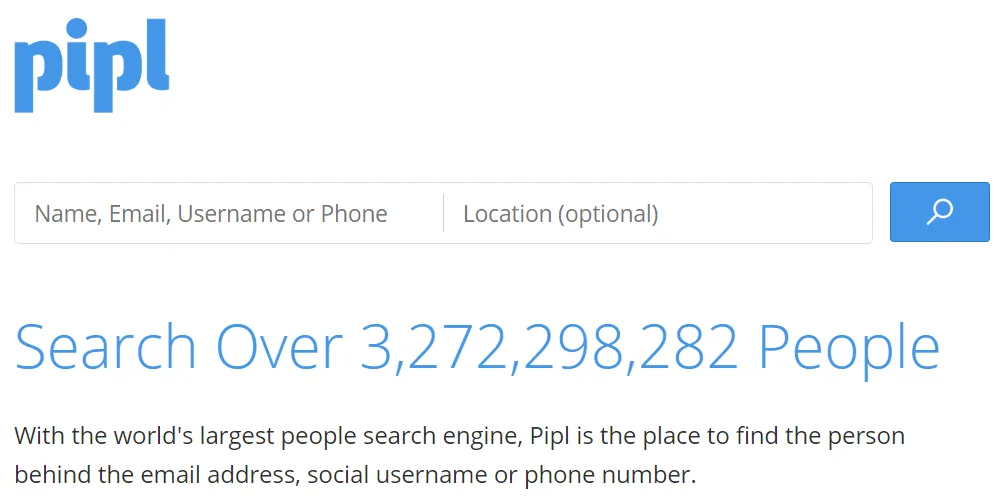 pipl
Name, Email, Username or Phone
Location (optional)
Search Over 3,272,298,282 People
With the world's largest people search engine, Pipl is the place to find the person
behind the email address, social username or phone number.